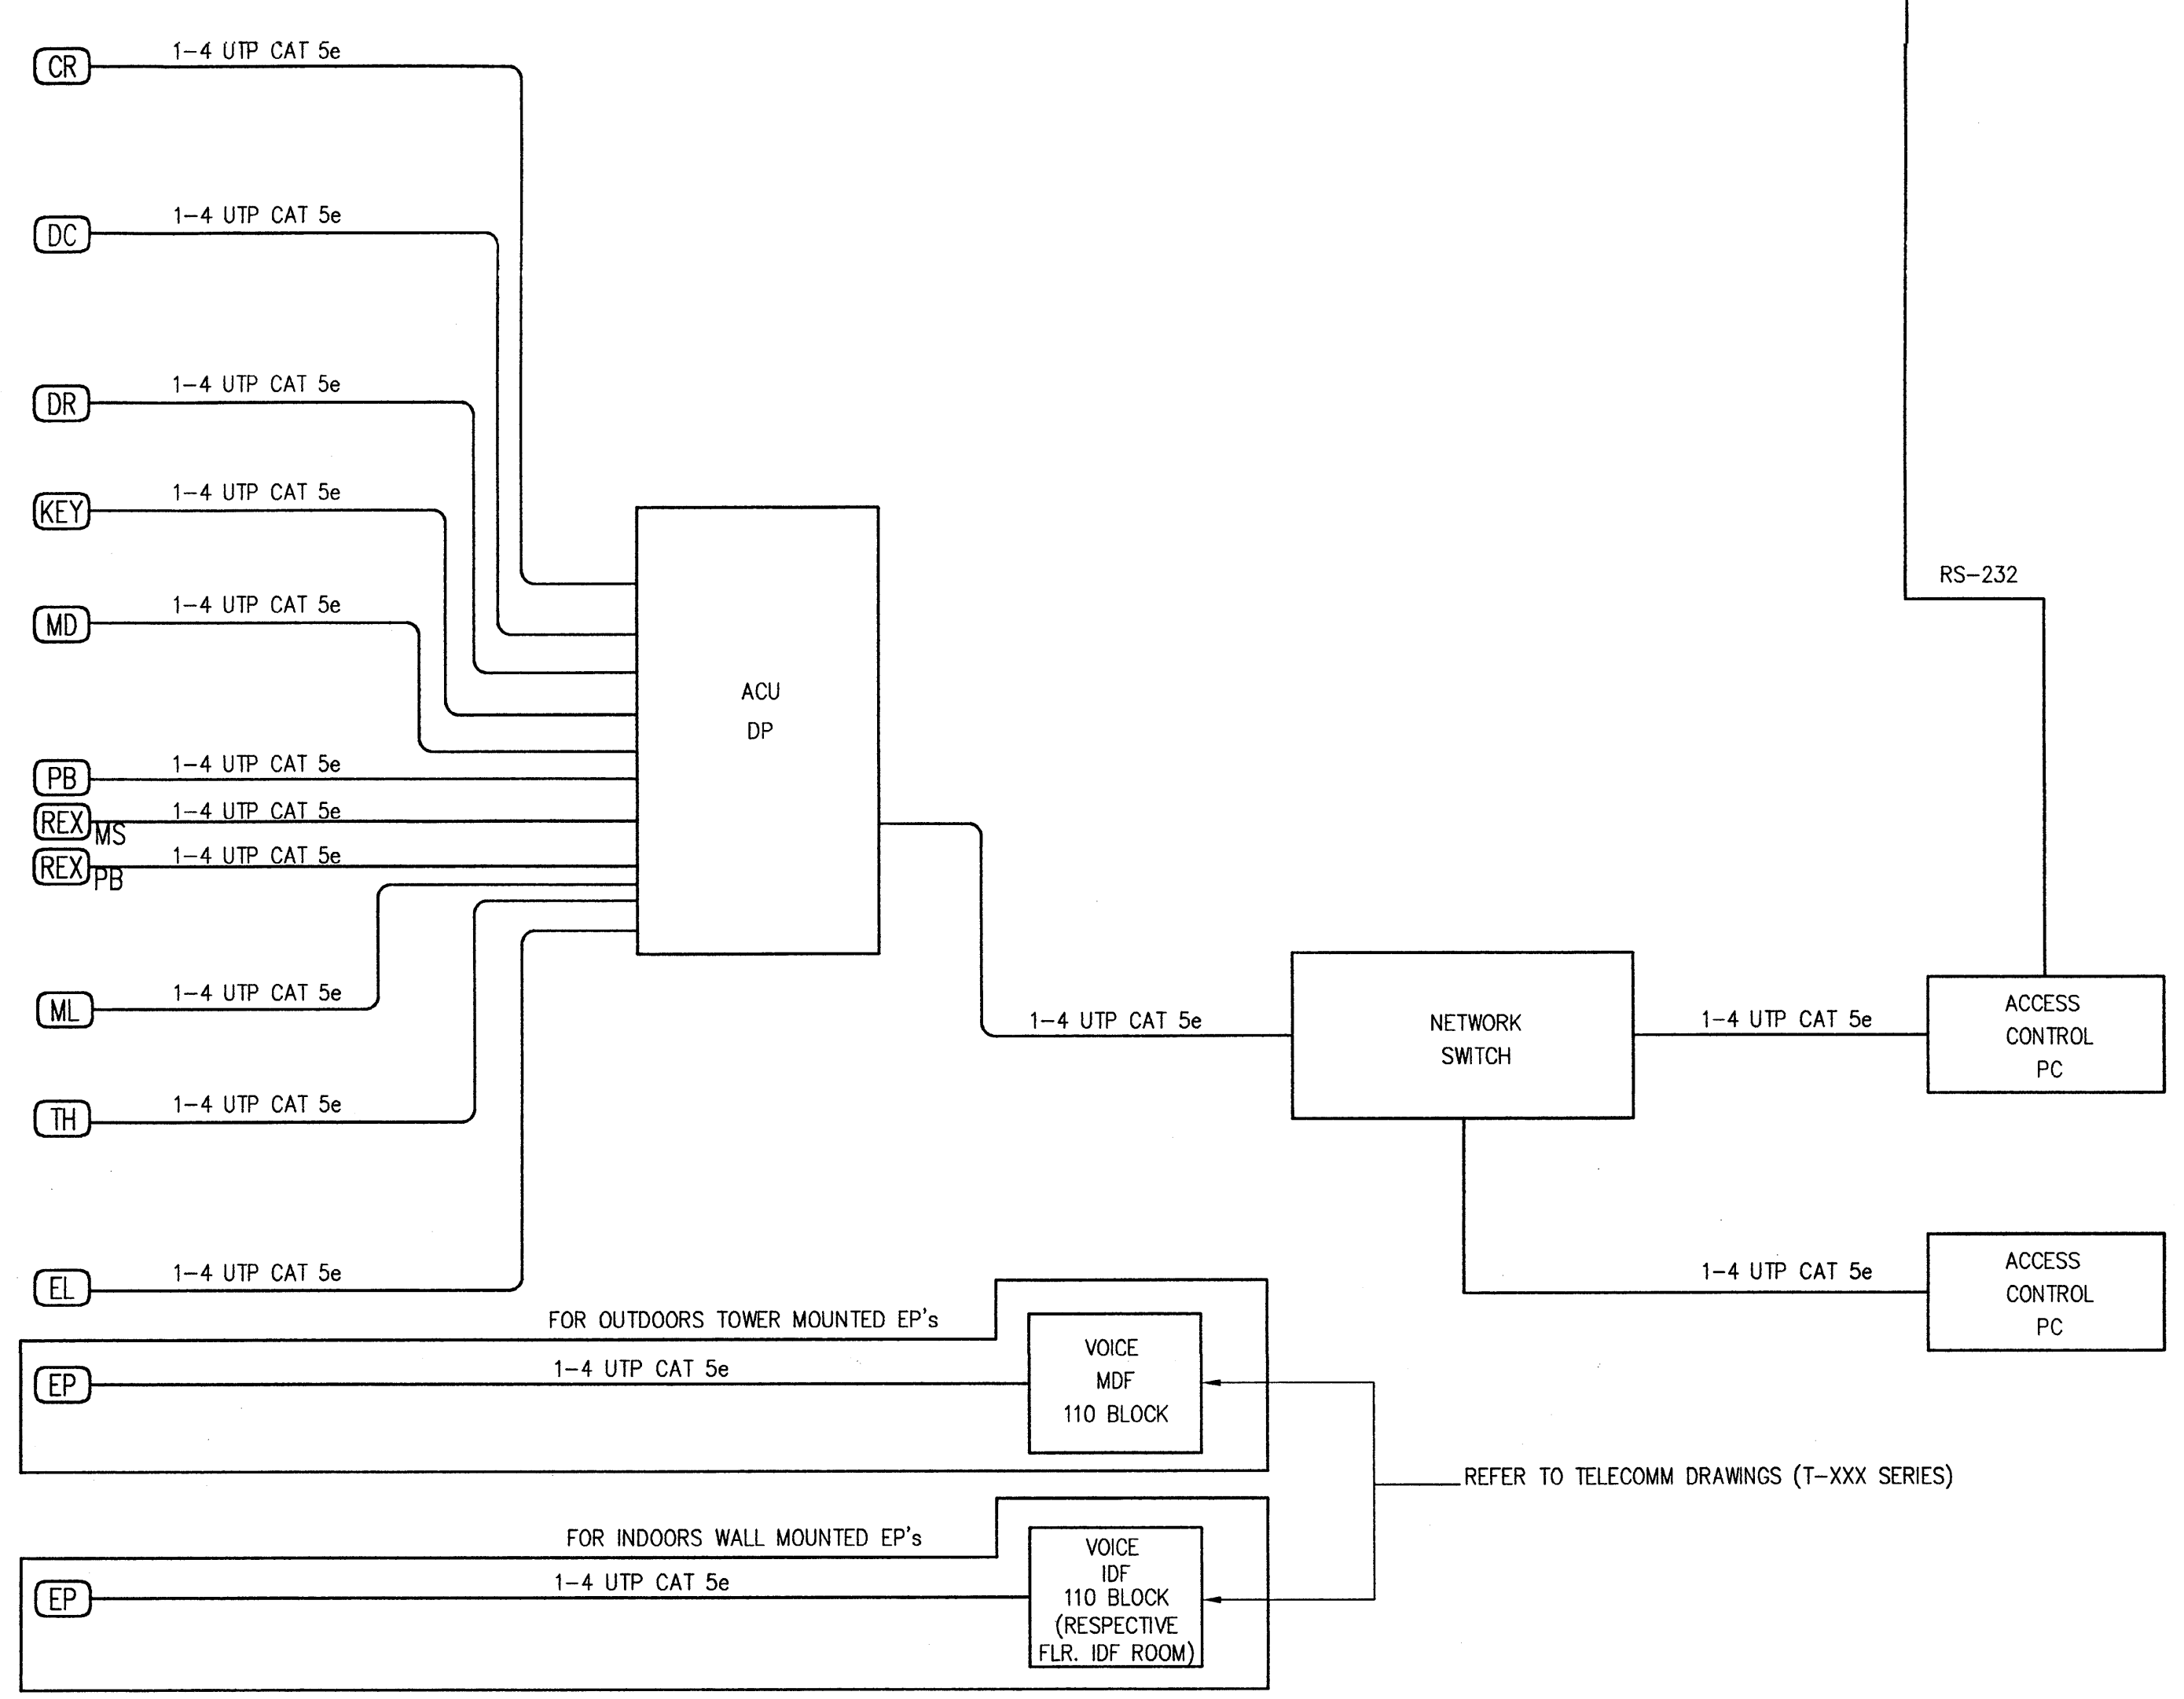 CR 1-4 UTP CAT 5e
DC 1-4 UTP CAT 5e
DR 1-4 UTP CAT 5e
KEY 1-4 UTP CAT 5e
RS-232
MD 1-4 UTP CAT 5e
ACU
DP
PB 1-4 UTP CAT 5e
REX MS 1-4 UTP CAT 5e
REX PB 1-4 UTP CAT 5e
ML 1-4 UTP CAT 5e
1-4 UTP CAT 5e
NETWORK
SWITCH
1-4 UTP CAT 5e
ACCESS
CONTROL
PC
TH 1-4 UTP CAT 5e
EL 1-4 UTP CAT 5e
1-4 UTP CAT 5e
ACCESS
CONTROL
PC
FOR OUTDOORS TOWER MOUNTED EP's
EP 1-4 UTP CAT 5e
VOICE
MDF
110 BLOCK
REFER TO TELECOMM DRAWINGS (T-XXX SERIES)
FOR INDOORS WALL MOUNTED EP's
EP 1-4 UTP CAT 5e
VOICE
IDF
110 BLOCK
(RESPECTIVE
FLR. IDF ROOM)